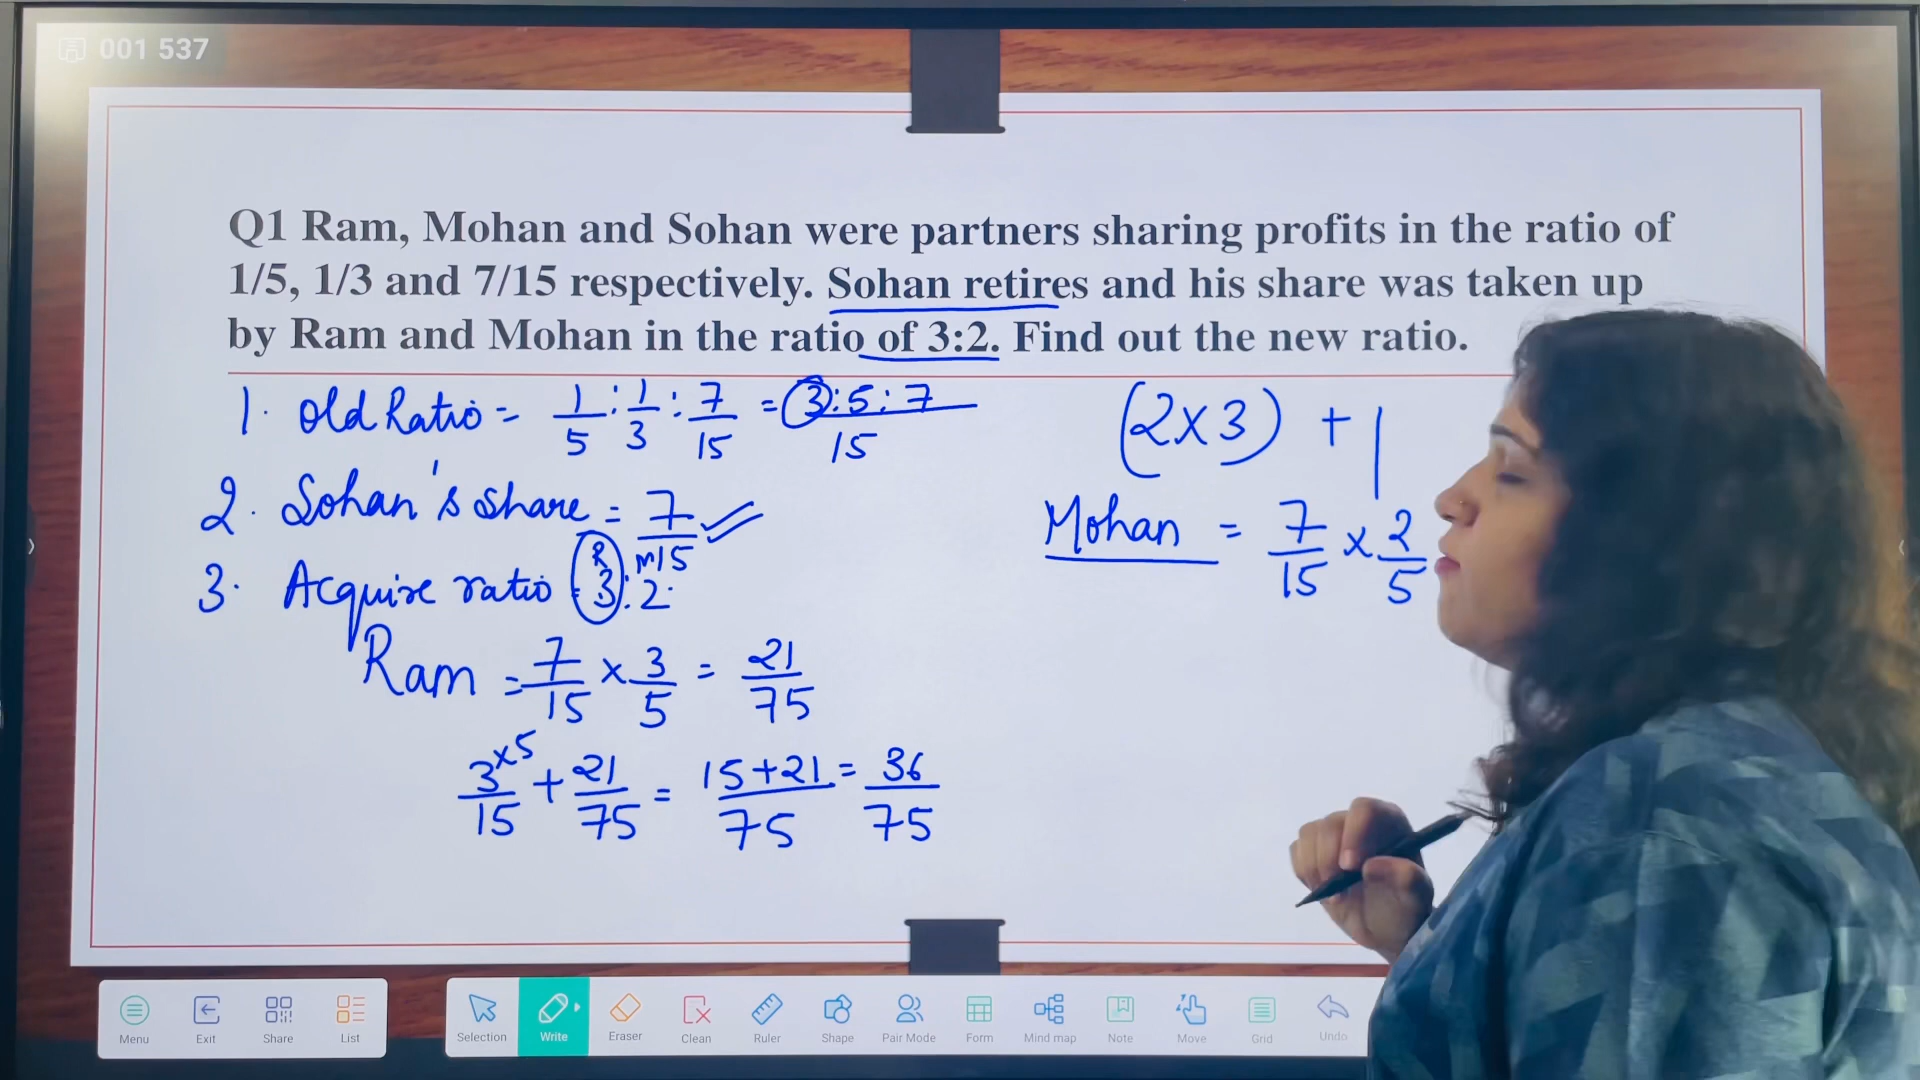 001 537
Q1 Ram, Mohan and Sohan were partners sharing profits in the ratio of
1/5, 1/3 and 7/15 respectively. Sohan retires and his share was taken up
by Ram and Mohan in the ratio of 3:2. Find out the new ratio.
1. Old Ratio = 1/5 : 1/3 : 7/15 = 3:5:7/15
2. Sohan's share = 7/15
R M
3. Acquire ratio = 3:2.
Ram = 7/15 × 3/5 = 21/75
3×5/15 + 21/75 = 15+21/75 = 36/75
(2×3) +
Mohan = 7/15 × 2/5
Menu Exit Share List Selection Write Eraser Clean Ruler Shape Pair Mode Form Mind map Note Move Grid Undo